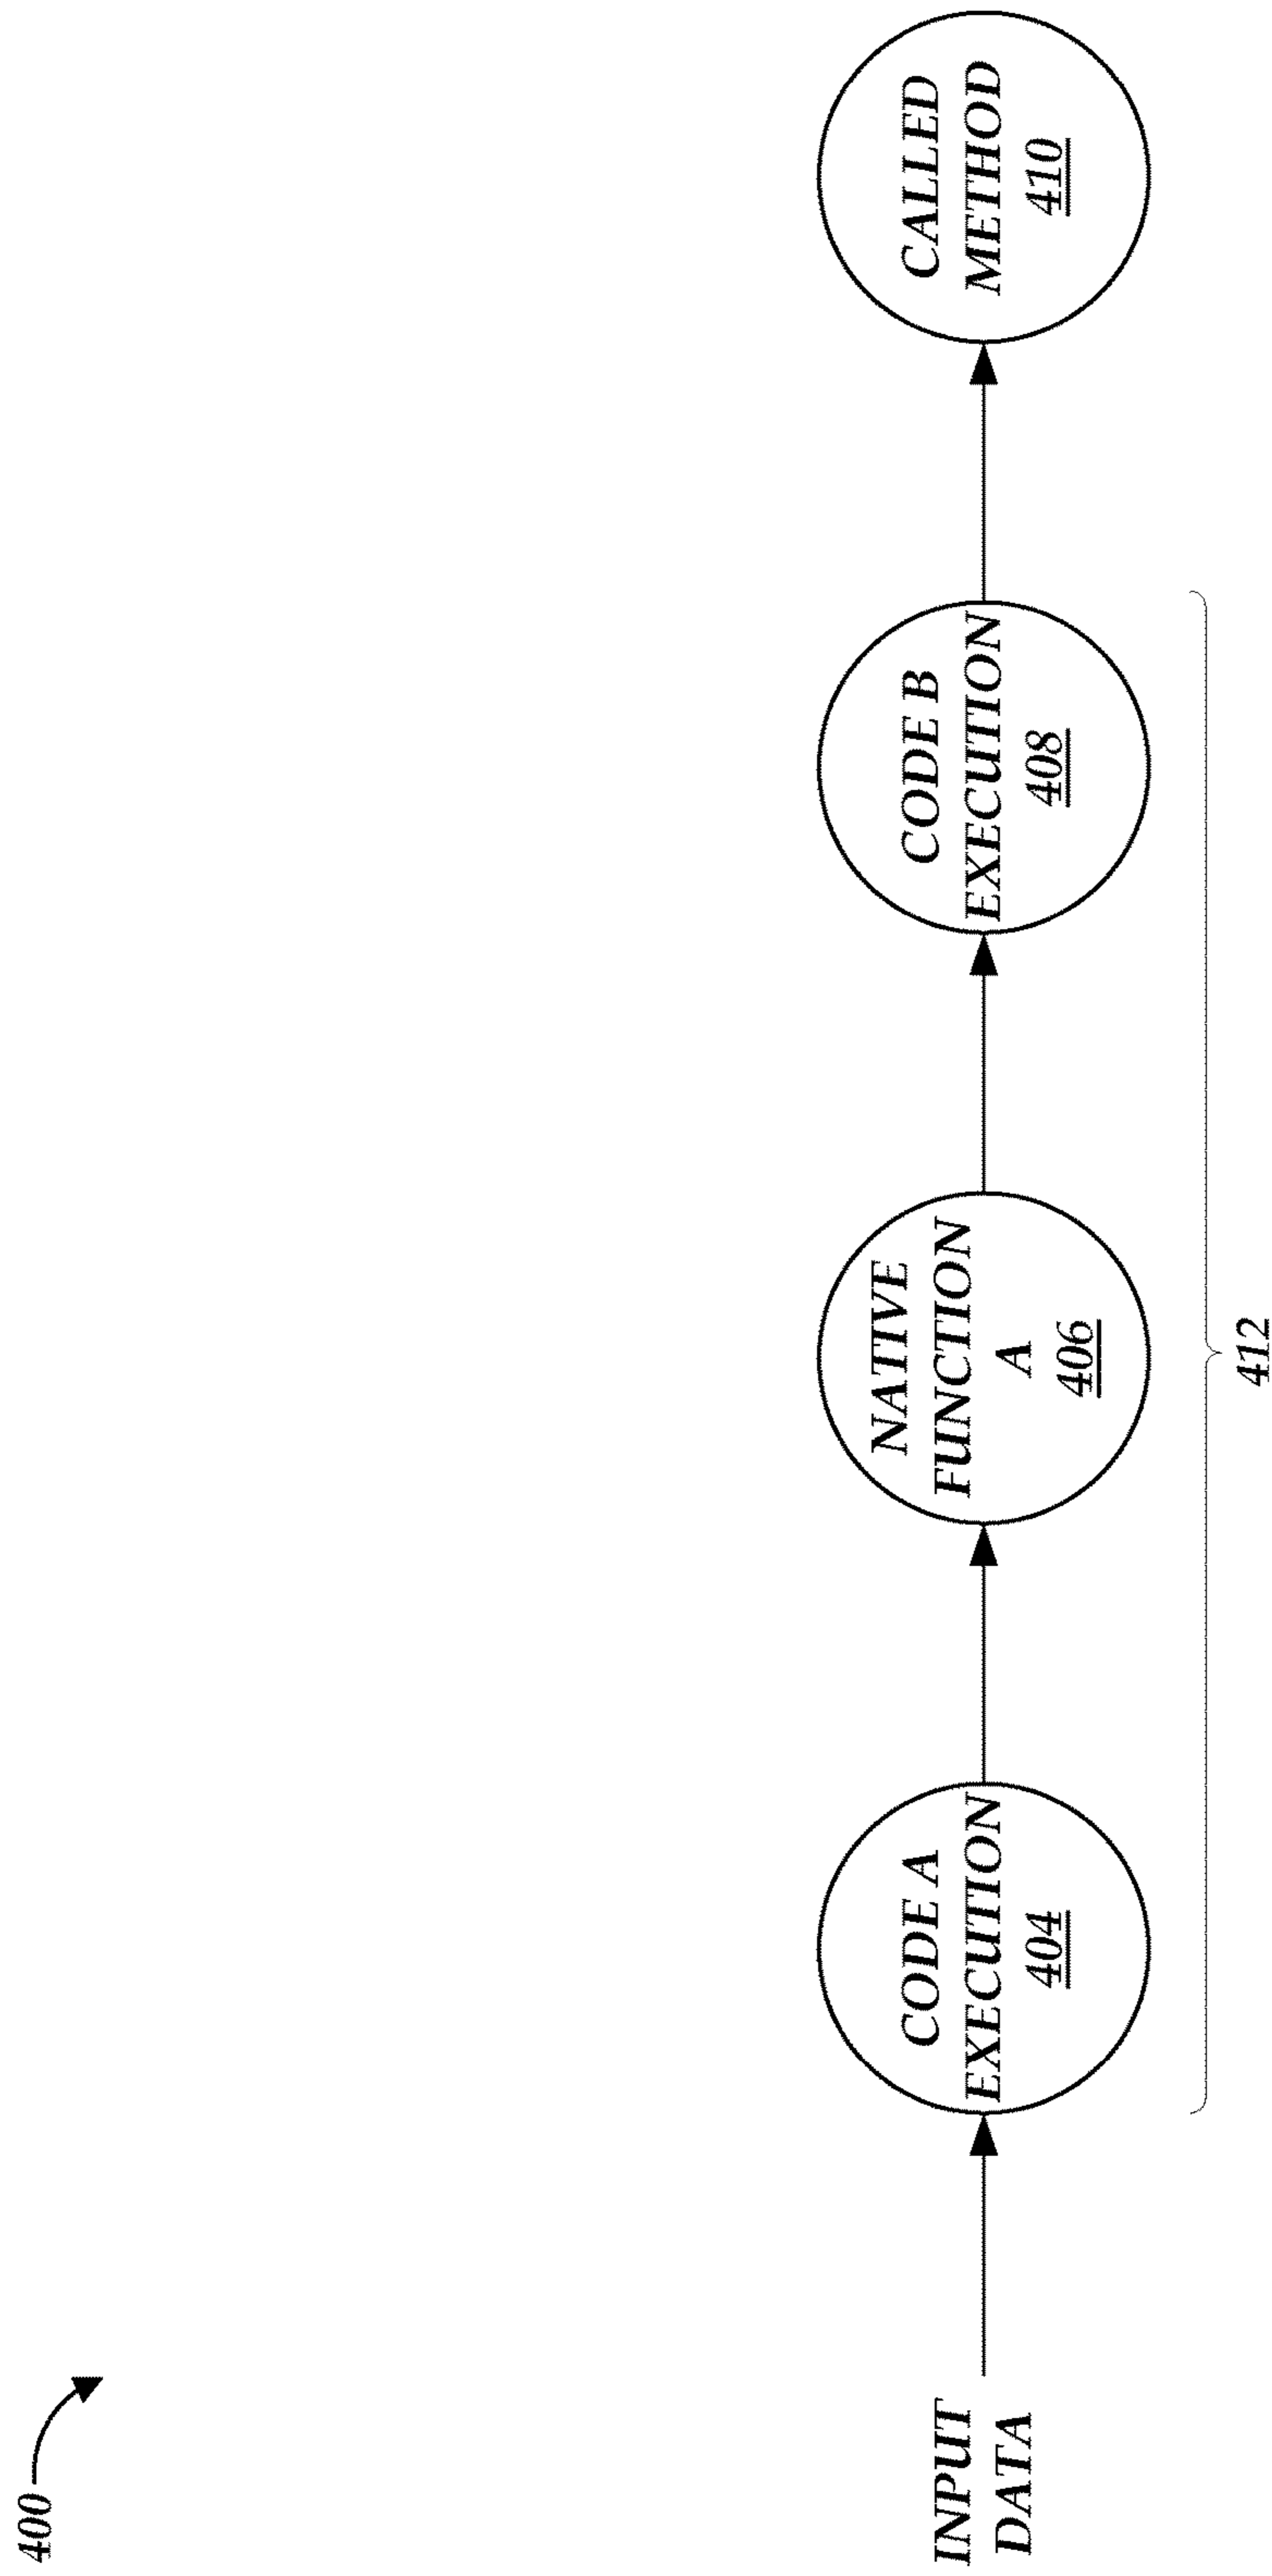 400
INPUT
DATA
CODE A
EXECUTION
404
NATIVE
FUNCTION
A
406
CODE B
EXECUTION
408
CALLED
METHOD
410
412